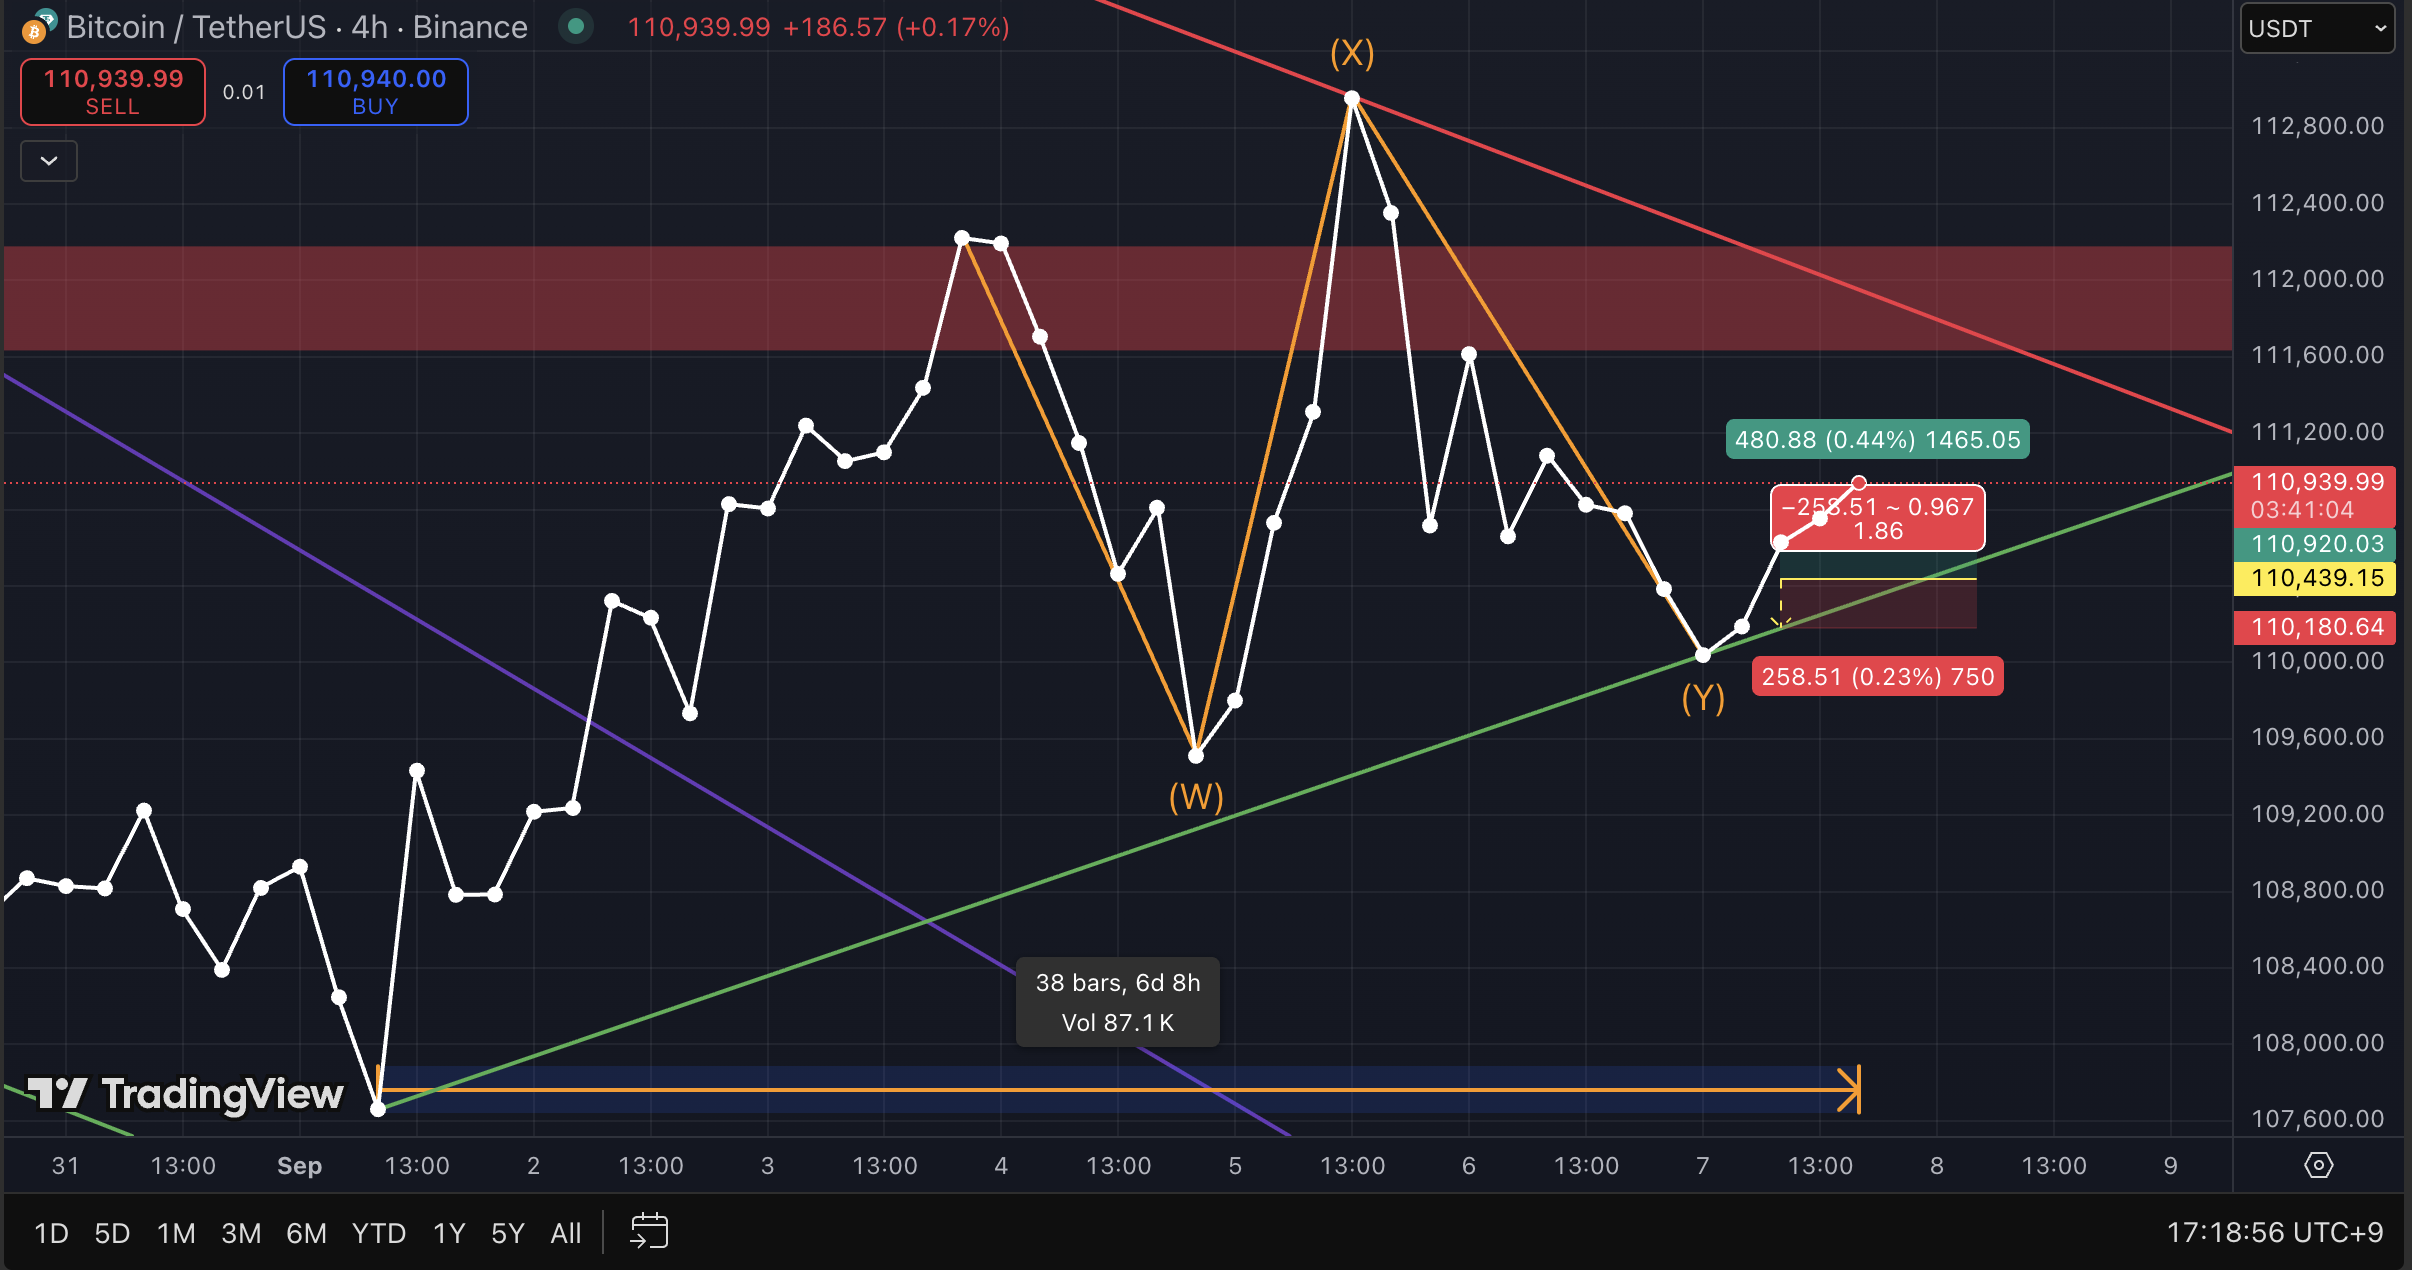 Bitcoin / TetherUS · 4h · Binance
110,939.99 +186.57 (+0.17%)
USDT
110,939.99
SELL
0.01
110,940.00
BUY
(X)
(W)
(Y)
480.88 (0.44%) 1465.05
−258.51 ~ 0.967
1.86
258.51 (0.23%) 750
38 bars, 6d 8h
Vol 87.1K
TradingView
112,800.00
112,400.00
112,000.00
111,600.00
111,200.00
110,939.99
03:41:04
110,920.03
110,439.15
110,180.64
110,000.00
109,600.00
109,200.00
108,800.00
108,400.00
108,000.00
107,600.00
31 13:00 Sep 13:00 2 13:00 3 13:00 4 13:00 5 13:00 6 13:00 7 13:00 8 13:00 9
1D 5D 1M 3M 6M YTD 1Y 5Y All
17:18:56 UTC+9